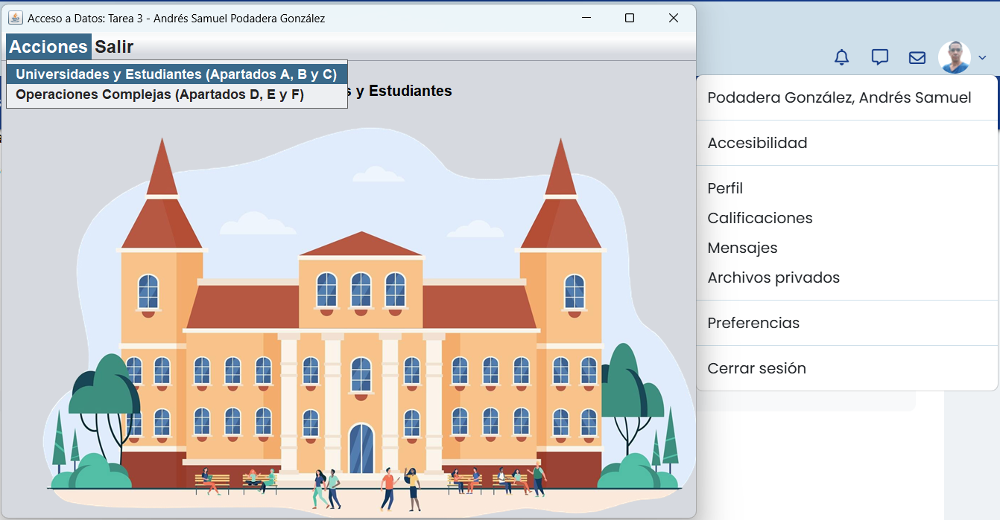 Acceso a Datos: Tarea 3 - Andrés Samuel Podadera González
Acciones Salir
Universidades y Estudiantes (Apartados A, B y C)
Operaciones Complejas (Apartados D, E y F)
y Estudiantes
Podadera González, Andrés Samuel
Accesibilidad
Perfil
Calificaciones
Mensajes
Archivos privados
Preferencias
Cerrar sesión